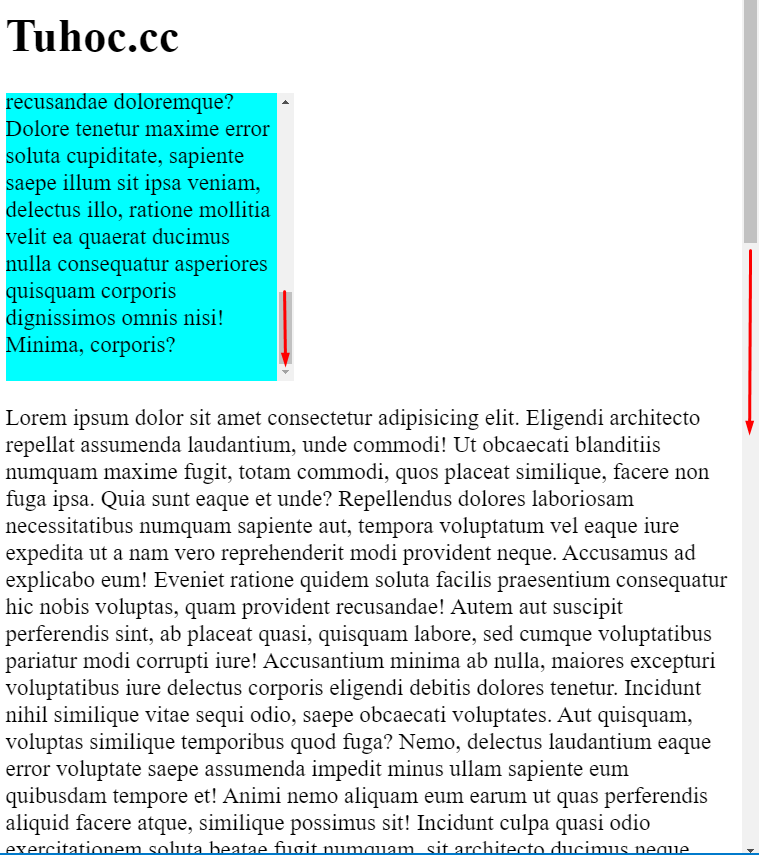 Tuhoc.cc
recusandae doloremque?
Dolore tenetur maxime error
soluta cupiditate, sapiente
saepe illum sit ipsa veniam,
delectus illo, ratione mollitia
velit ea quaerat ducimus
nulla consequatur asperiores
quisquam corporis
dignissimos omnis nisi!
Minima, corporis?
Lorem ipsum dolor sit amet consectetur adipisicing elit. Eligendi architecto
repellat assumenda laudantium, unde commodi! Ut obcaecati blanditiis
numquam maxime fugit, totam commodi, quos placeat similique, facere non
fuga ipsa. Quia sunt eaque et unde? Repellendus dolores laboriosam
necessitatibus numquam sapiente aut, tempora voluptatum vel eaque iure
expedita ut a nam vero reprehenderit modi provident neque. Accusamus ad
explicabo eum! Eveniet ratione quidem soluta facilis praesentium consequatur
hic nobis voluptas, quam provident recusandae! Autem aut suscipit
perferendis sint, ab placeat quasi, quisquam labore, sed cumque voluptatibus
pariatur modi corrupti iure! Accusantium minima ab nulla, maiores excepturi
voluptatibus iure delectus corporis eligendi debitis dolores tenetur. Incidunt
nihil similique vitae sequi odio, saepe obcaecati voluptates. Aut quisquam,
voluptas similique temporibus quod fuga? Nemo, delectus laudantium eaque
error voluptate saepe assumenda impedit minus ullam sapiente eum
quibusdam tempore et! Animi nemo aliquam eum earum ut quas perferendis
aliquid facere atque, similique possimus sit! Incidunt culpa quasi odio
exercitationem soluta beatae fugit numquam, sit architecto ducimus neque